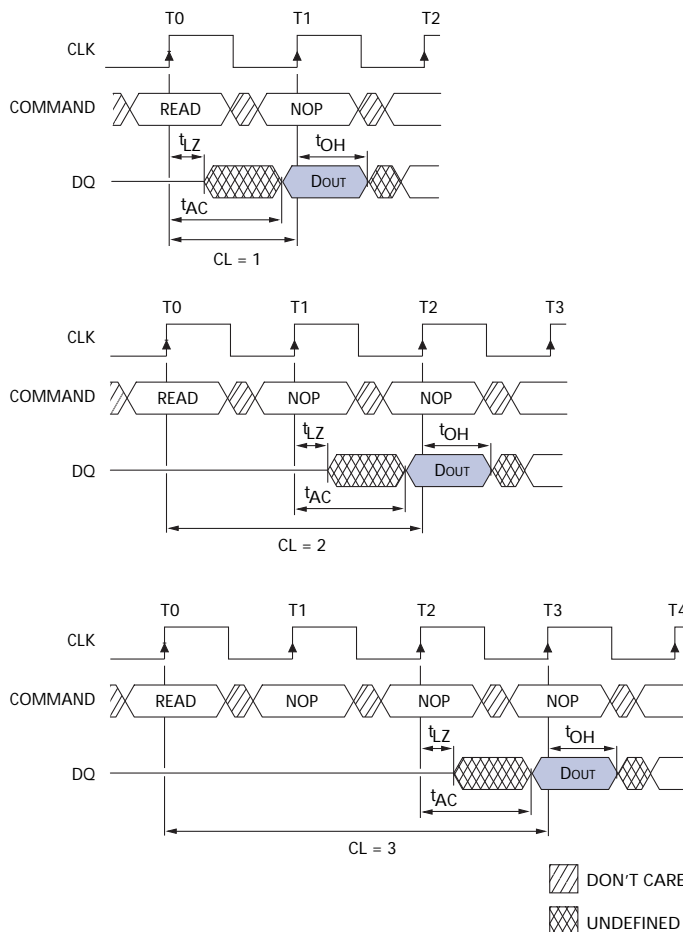 T0 T1 T2
CLK
COMMAND READ NOP
tLZ tOH
DQ DOUT
tAC
CL = 1
T0 T1 T2 T3
CLK
COMMAND READ NOP NOP
tLZ tOH
DQ DOUT
tAC
CL = 2
T0 T1 T2 T3 T4
CLK
COMMAND READ NOP NOP NOP
tLZ tOH
DQ DOUT
tAC
CL = 3
DON'T CARE
UNDEFINED